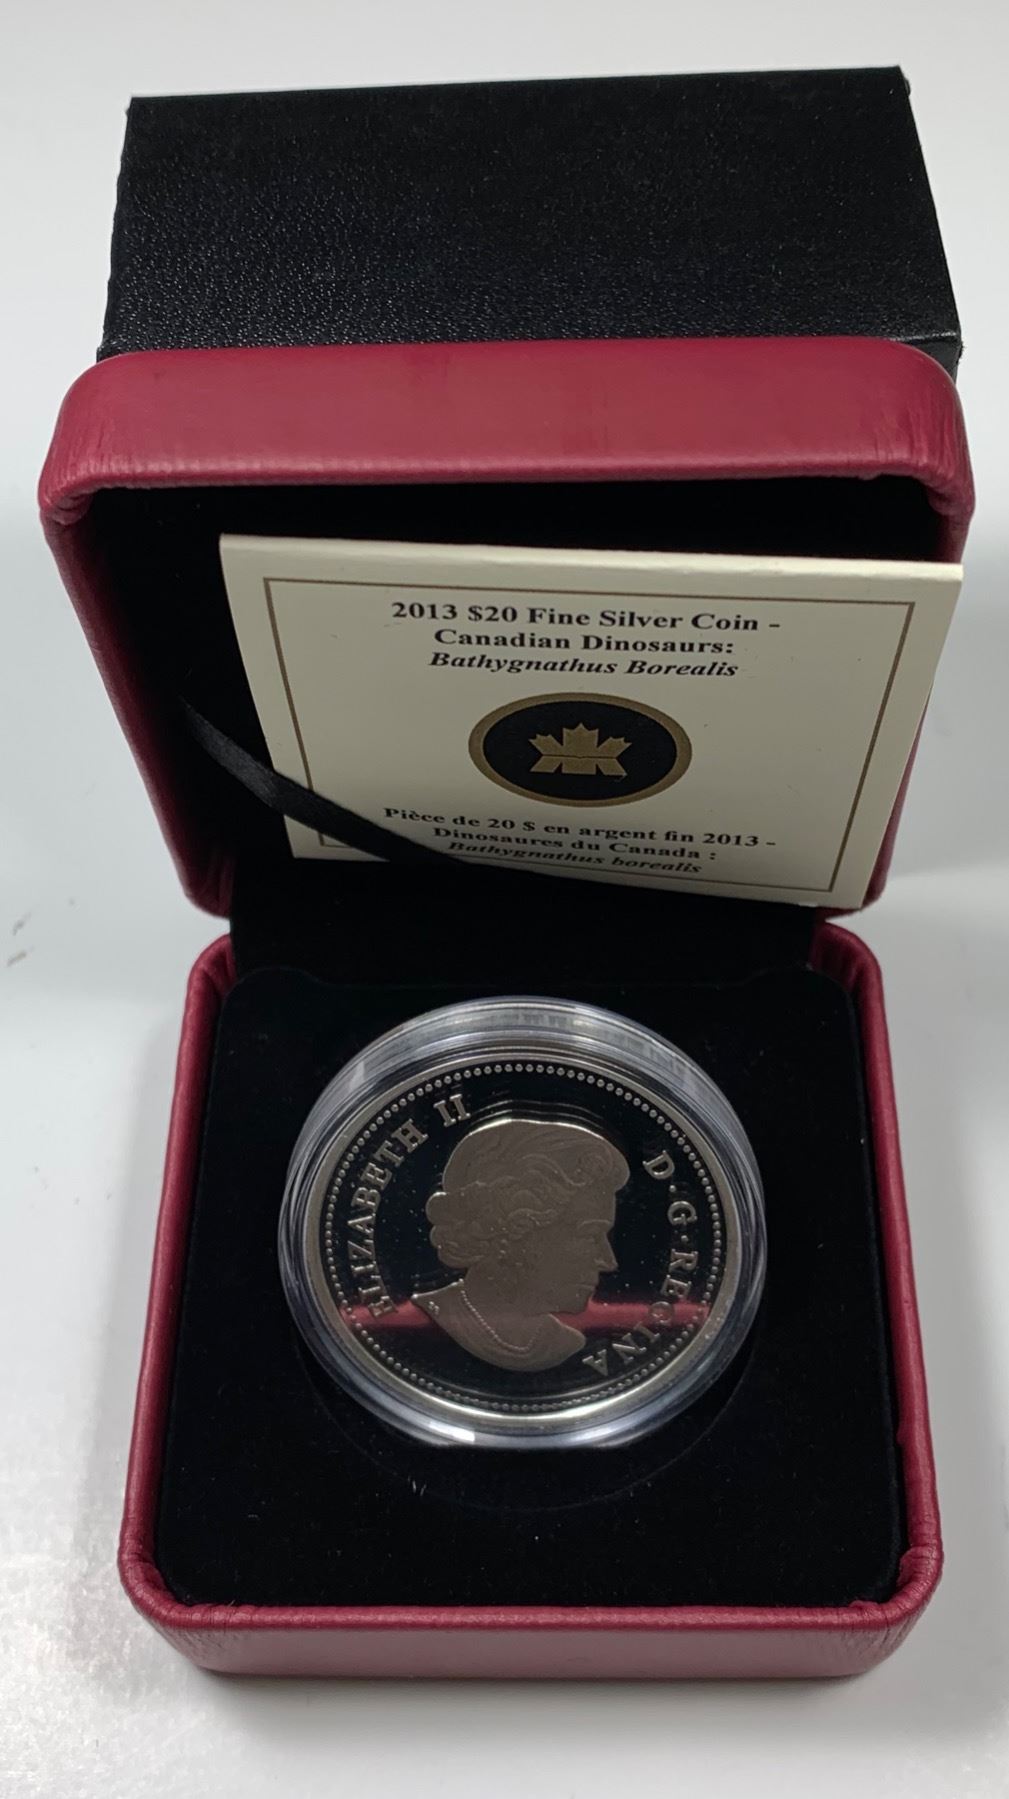 2013 $20 Fine Silver Coin -
Canadian Dinosaurs:
Bathygnathus Borealis
Pièce de 20 $ en argent fin 2013 -
Dinosaures du Canada :
Bathygnathus borealis
ELIZABETH II D·G·REGINA